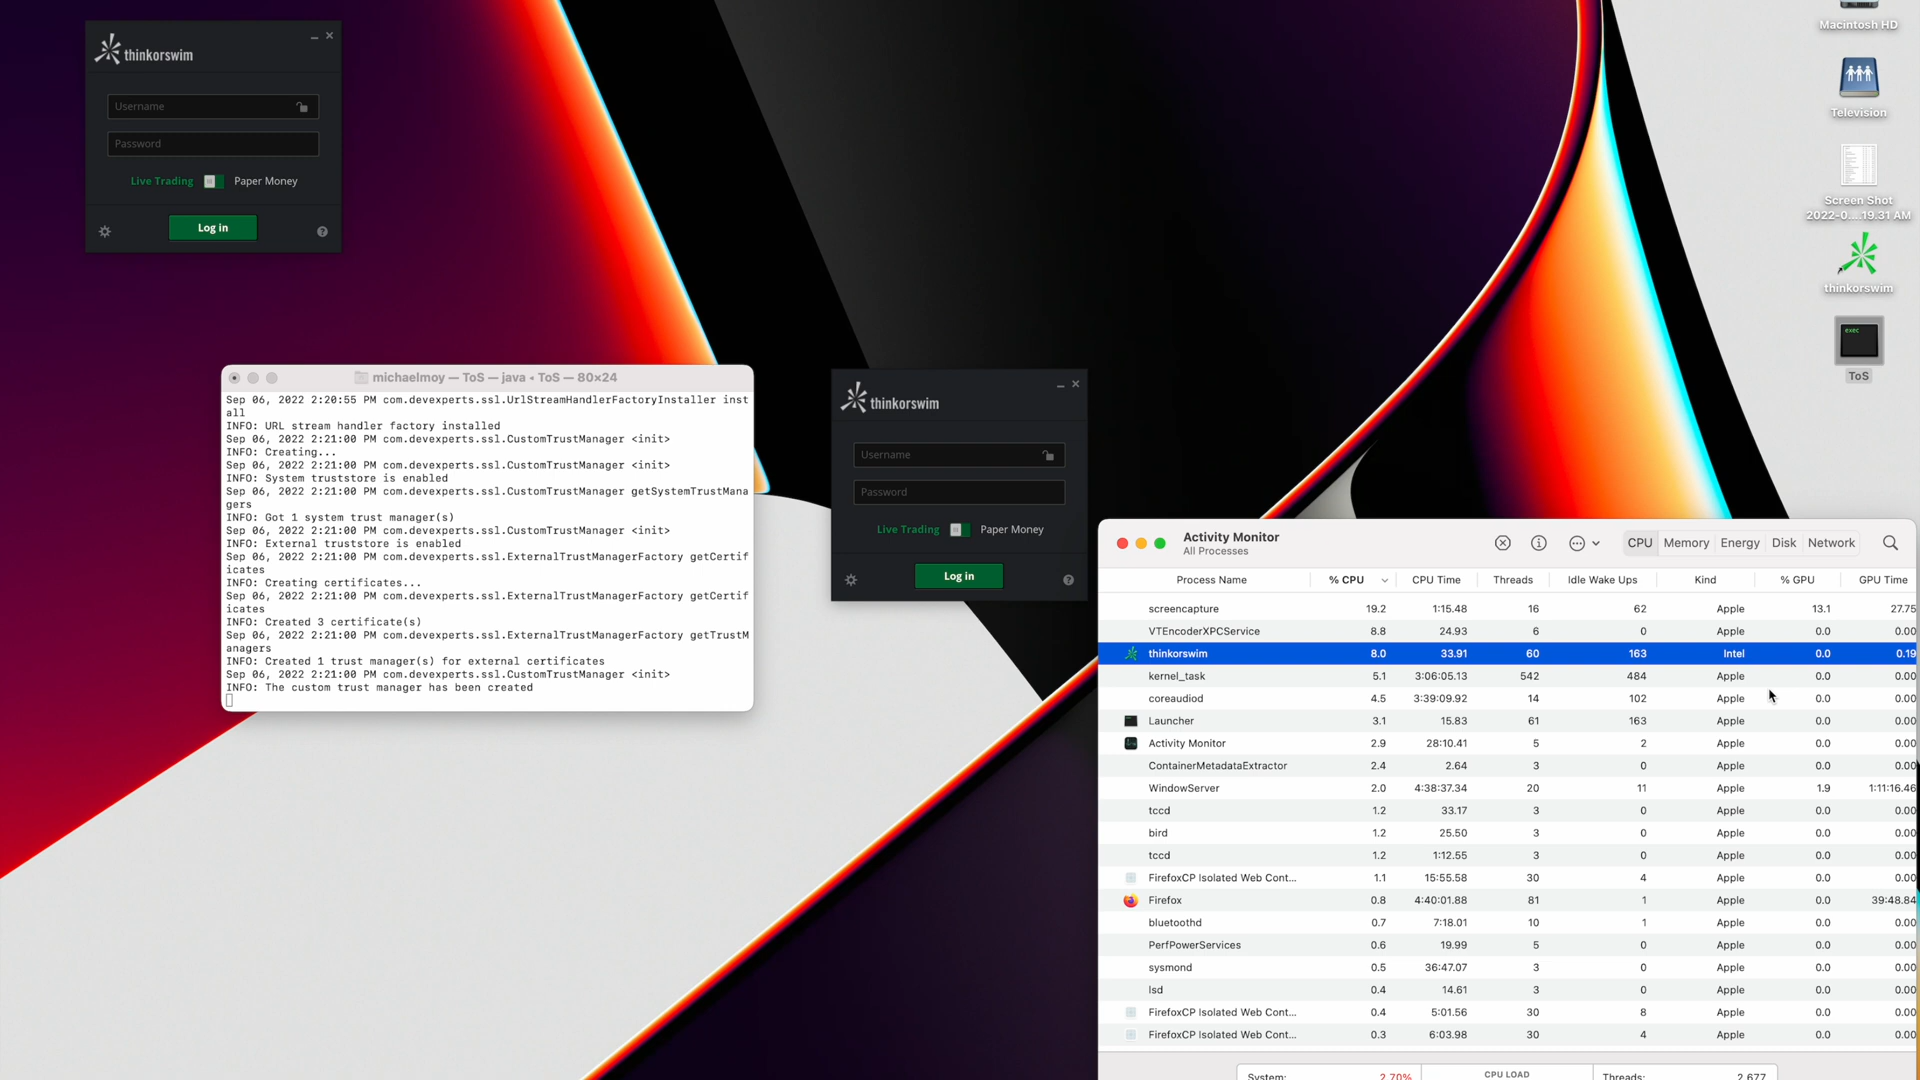 thinkorswim
Username
Password
Live Trading Paper Money
Log in
?
michaelmoy — ToS — java ◂ ToS — 80×24
Sep 06, 2022 2:20:55 PM com.devexperts.ssl.UrlStreamHandlerFactoryInstaller inst
all
INFO: URL stream handler factory installed
Sep 06, 2022 2:21:00 PM com.devexperts.ssl.CustomTrustManager <init>
INFO: Creating...
Sep 06, 2022 2:21:00 PM com.devexperts.ssl.CustomTrustManager <init>
INFO: System truststore is enabled
Sep 06, 2022 2:21:00 PM com.devexperts.ssl.CustomTrustManager getSystemTrustMana
gers
INFO: Got 1 system trust manager(s)
Sep 06, 2022 2:21:00 PM com.devexperts.ssl.CustomTrustManager <init>
INFO: External truststore is enabled
Sep 06, 2022 2:21:00 PM com.devexperts.ssl.ExternalTrustManagerFactory getCertif
icates
INFO: Creating certificates...
Sep 06, 2022 2:21:00 PM com.devexperts.ssl.ExternalTrustManagerFactory getCertif
icates
INFO: Created 3 certificate(s)
Sep 06, 2022 2:21:00 PM com.devexperts.ssl.ExternalTrustManagerFactory getTrustM
anagers
INFO: Created 1 trust manager(s) for external certificates
Sep 06, 2022 2:21:00 PM com.devexperts.ssl.CustomTrustManager <init>
INFO: The custom trust manager has been created
thinkorswim
Username
Password
Live Trading Paper Money
Log in
?
Macintosh HD
Television
Screen Shot
2022-0....19.31 AM
thinkorswim
exec
ToS
Activity Monitor
All Processes
CPU Memory Energy Disk Network
Process Name % CPU CPU Time Threads Idle Wake Ups Kind % GPU GPU Time
screencapture 19.2 1:15.48 16 62 Apple 13.1 27.75
VTEncoderXPCService 8.8 24.93 6 0 Apple 0.0 0.00
thinkorswim 8.0 33.91 60 163 Intel 0.0 0.19
kernel_task 5.1 3:06:05.13 542 484 Apple 0.0 0.00
coreaudiod 4.5 3:39:09.92 14 102 Apple 0.0 0.00
Launcher 3.1 15.83 61 163 Apple 0.0 0.00
Activity Monitor 2.9 28:10.41 5 2 Apple 0.0 0.00
ContainerMetadataExtractor 2.4 2.64 3 0 Apple 0.0 0.00
WindowServer 2.0 4:38:37.34 20 11 Apple 1.9 1:11:16.46
tccd 1.2 33.17 3 0 Apple 0.0 0.00
bird 1.2 25.50 3 0 Apple 0.0 0.00
tccd 1.2 1:12.55 3 0 Apple 0.0 0.00
FirefoxCP Isolated Web Cont... 1.1 15:55.58 30 4 Apple 0.0 0.00
Firefox 0.8 4:40:01.88 81 1 Apple 0.0 39:48.84
bluetoothd 0.7 7:18.01 10 1 Apple 0.0 0.00
PerfPowerServices 0.6 19.99 5 0 Apple 0.0 0.00
sysmond 0.5 36:47.07 3 0 Apple 0.0 0.00
lsd 0.4 14.61 3 0 Apple 0.0 0.00
FirefoxCP Isolated Web Cont... 0.4 5:01.56 30 8 Apple 0.0 0.00
FirefoxCP Isolated Web Cont... 0.3 6:03.98 30 4 Apple 0.0 0.00
System: 2.70% CPU LOAD Threads: 2,677